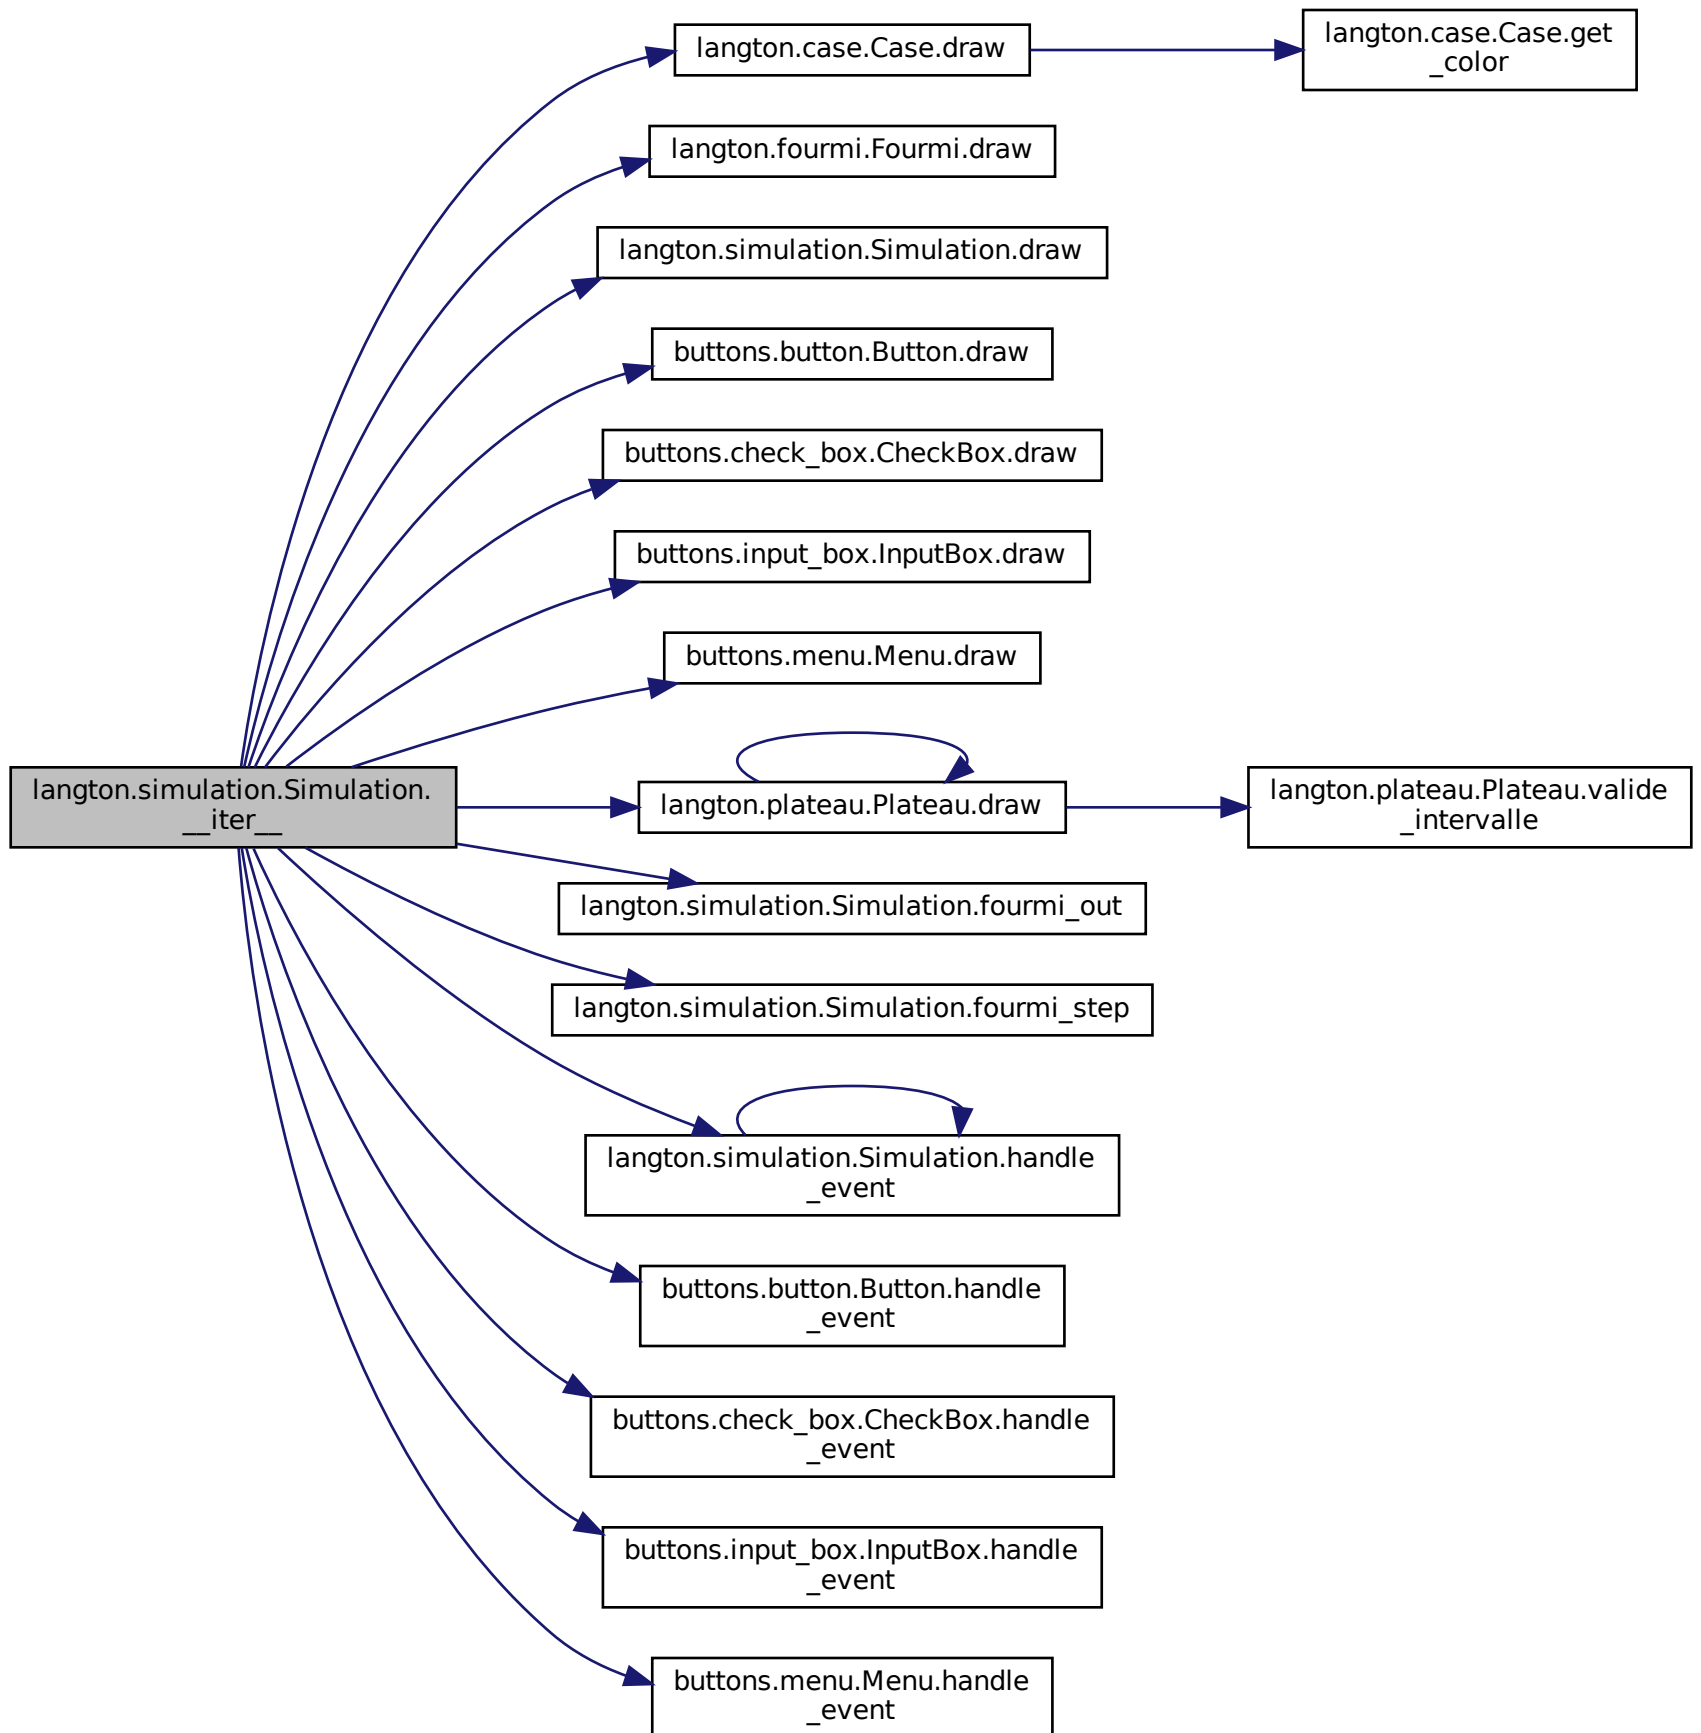 langton.case.Case.draw
langton.case.Case.get
_color
langton.fourmi.Fourmi.draw
langton.simulation.Simulation.draw
buttons.button.Button.draw
buttons.check_box.CheckBox.draw
buttons.input_box.InputBox.draw
buttons.menu.Menu.draw
langton.simulation.Simulation.
__iter__
langton.plateau.Plateau.draw
langton.plateau.Plateau.valide
_intervalle
langton.simulation.Simulation.fourmi_out
langton.simulation.Simulation.fourmi_step
langton.simulation.Simulation.handle
_event
buttons.button.Button.handle
_event
buttons.check_box.CheckBox.handle
_event
buttons.input_box.InputBox.handle
_event
buttons.menu.Menu.handle
_event